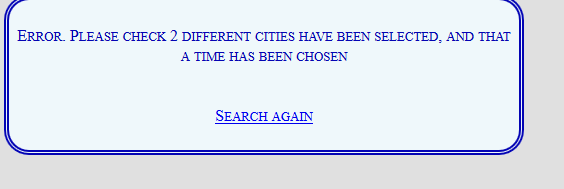 Error. Please check 2 different cities have been selected, and that
a time has been chosen
Search again